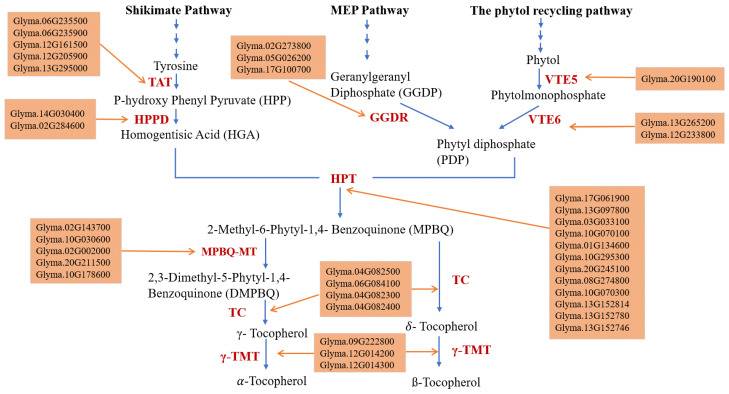 Shikimate Pathway
MEP Pathway
The phytol recycling pathway
Glyma.06G235500
Glyma.06G235900
Glyma.12G161500
Glyma.12G205900
Glyma.13G295000
Tyrosine
TAT
P-hydroxy Phenyl Pyruvate (HPP)
Glyma.14G030400
Glyma.02G284600
HPPD
Homogentisic Acid (HGA)
Glyma.02G273800
Glyma.05G026200
Glyma.17G100700
Geranylgeranyl
Diphosphate (GGDP)
GGDR
Phytol
VTE5
Glyma.20G190100
Phytolmonophosphate
VTE6
Glyma.13G265200
Glyma.12G233800
Phytyl diphosphate
(PDP)
HPT
Glyma.17G061900
Glyma.13G097800
Glyma.03G033100
Glyma.10G070100
Glyma.01G134600
Glyma.10G295300
Glyma.20G245100
Glyma.08G274800
Glyma.10G070300
Glyma.13G152814
Glyma.13G152780
Glyma.13G152746
2-Methyl-6-Phytyl-1,4- Benzoquinone (MPBQ)
Glyma.02G143700
Glyma.10G030600
Glyma.02G002000
Glyma.20G211500
Glyma.10G178600
MPBQ-MT
2,3-Dimethyl-5-Phytyl-1,4-
Benzoquinone (DMPBQ)
TC
Glyma.04G082500
Glyma.06G084100
Glyma.04G082300
Glyma.04G082400
TC
γ- Tocopherol
δ- Tocopherol
γ-TMT
Glyma.09G222800
Glyma.12G014200
Glyma.12G014300
γ-TMT
α-Tocopherol
ß-Tocopherol